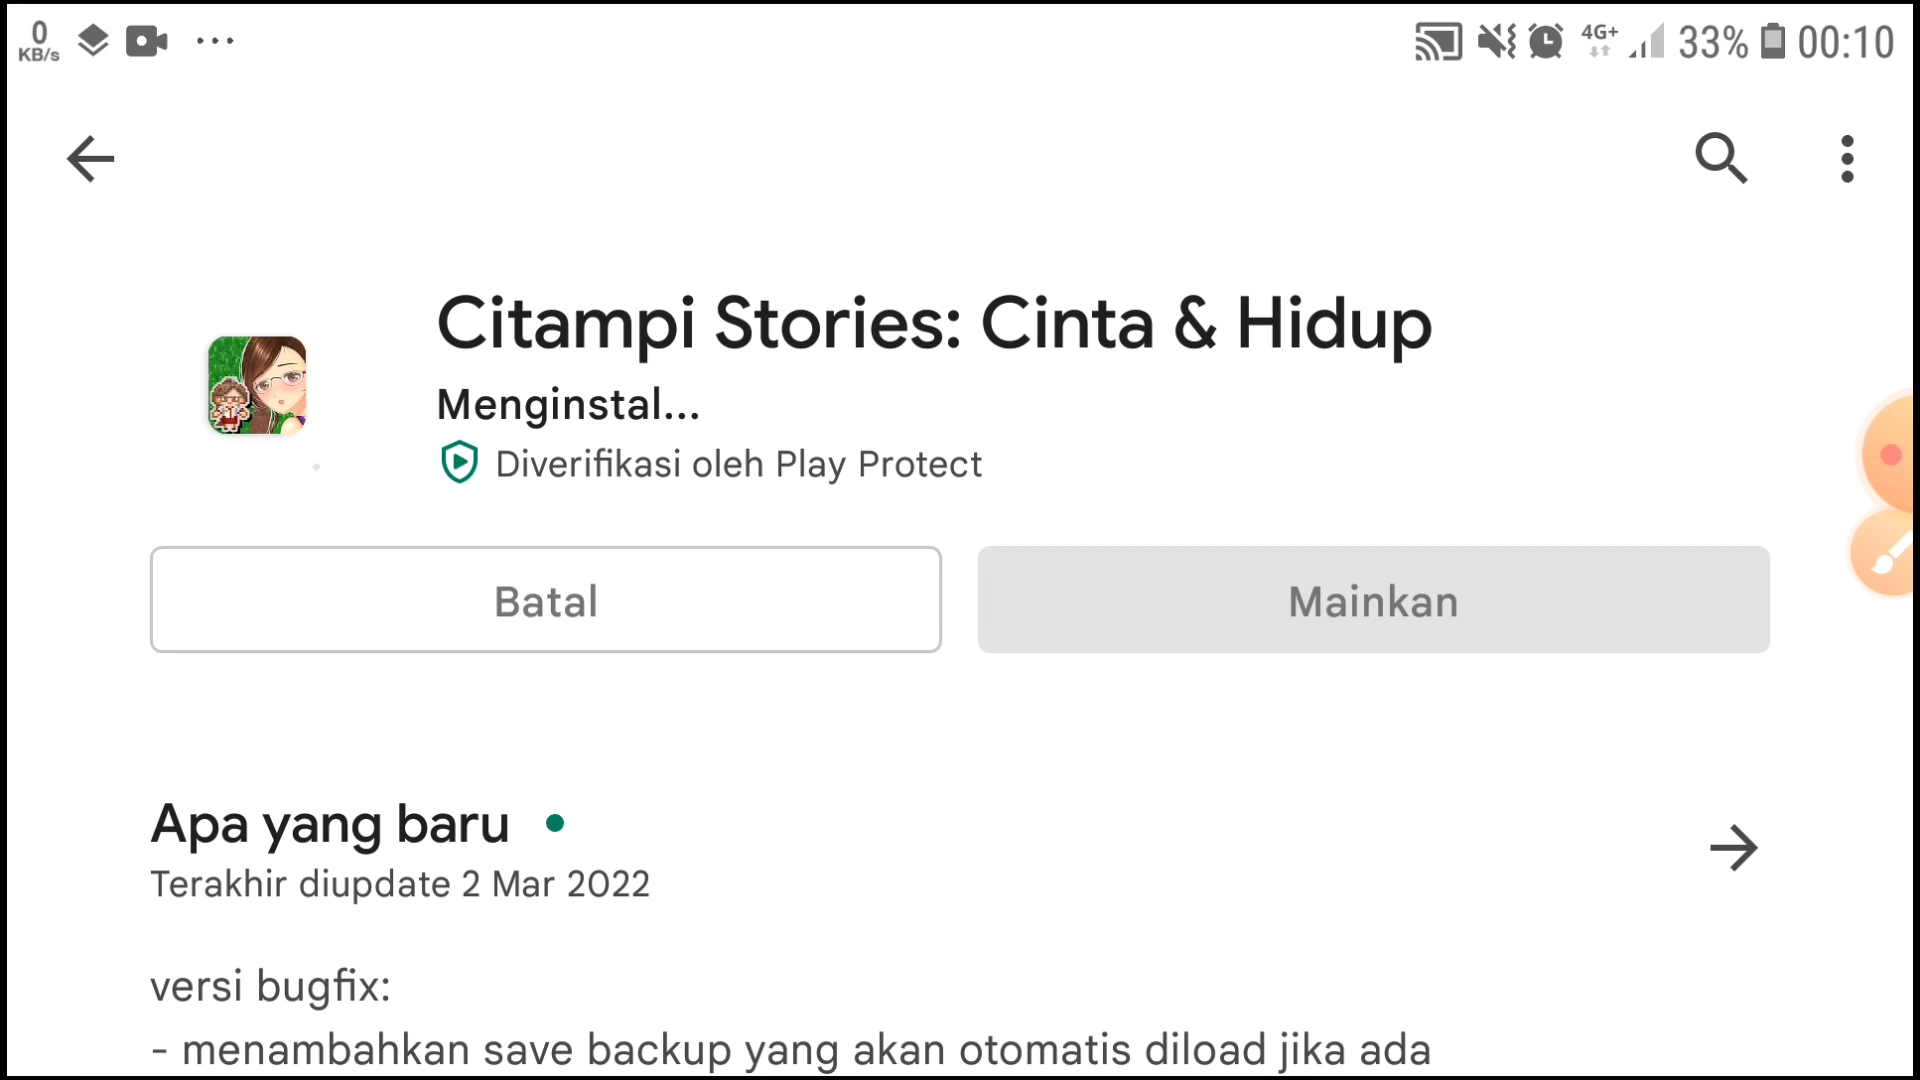 0
KB/s
4G+
33%
00:10
Citampi Stories: Cinta & Hidup
Menginstal...
Diverifikasi oleh Play Protect
Batal
Mainkan
Apa yang baru
Terakhir diupdate 2 Mar 2022
versi bugfix:
- menambahkan save backup yang akan otomatis diload jika ada